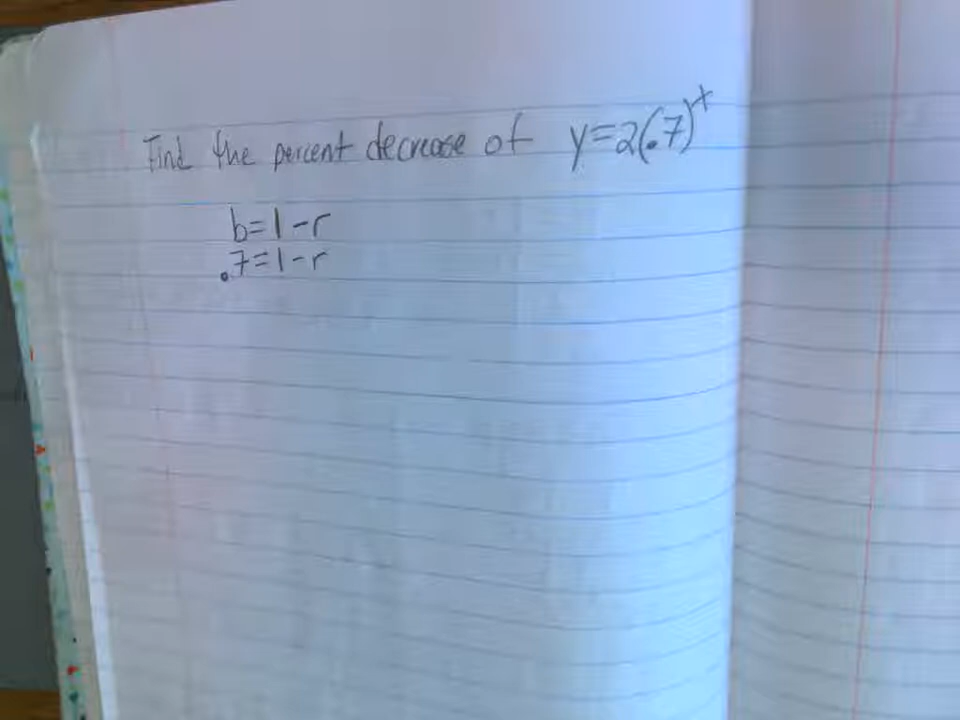 Find the percent decrease of y=2(.7)^t
b=1-r
.7=1-r